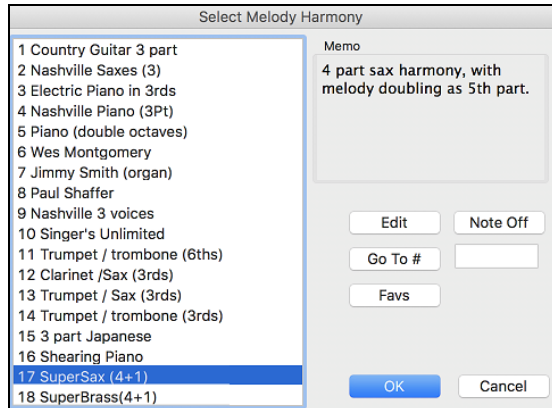 Select Melody Harmony
1 Country Guitar 3 part
2 Nashville Saxes (3)
3 Electric Piano in 3rds
4 Nashville Piano (3Pt)
5 Piano (double octaves)
6 Wes Montgomery
7 Jimmy Smith (organ)
8 Paul Shaffer
9 Nashville 3 voices
10 Singer's Unlimited
11 Trumpet / trombone (6ths)
12 Clarinet /Sax (3rds)
13 Trumpet / Sax (3rds)
14 Trumpet / trombone (3rds)
15 3 part Japanese
16 Shearing Piano
17 SuperSax (4+1)
18 SuperBrass(4+1)
Memo
4 part sax harmony, with
melody doubling as 5th part.
Edit
Note Off
Go To #
Favs
OK
Cancel